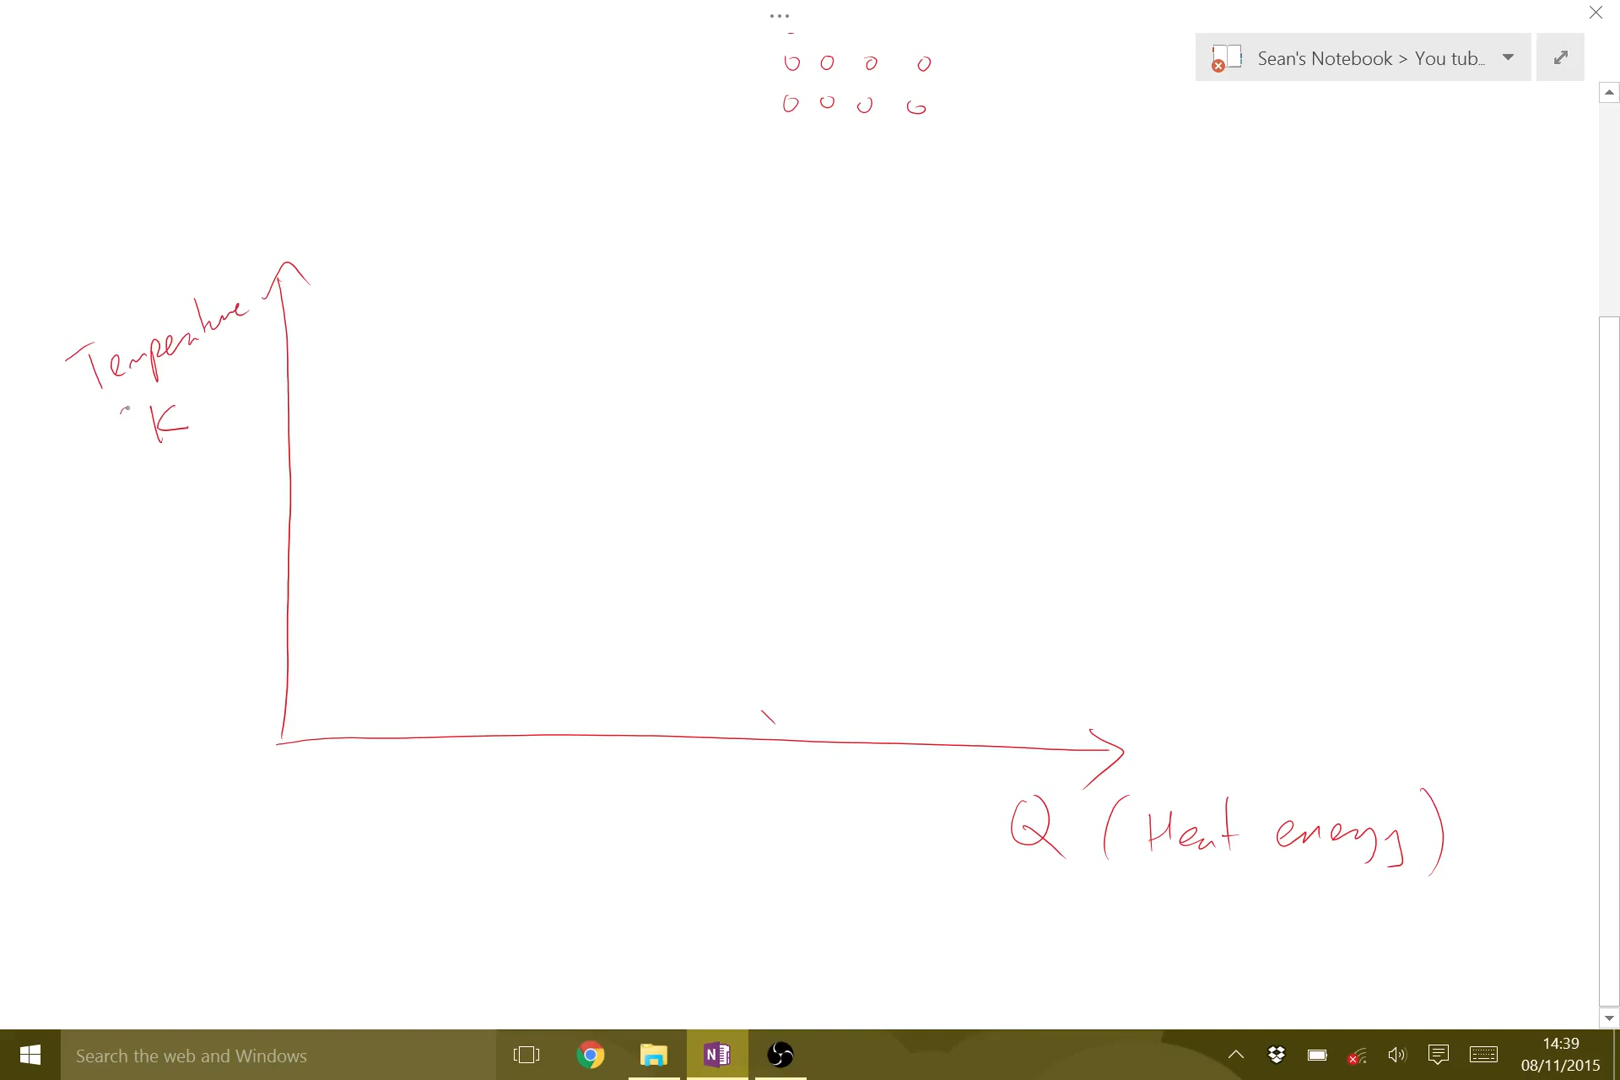 Sean's Notebook > You tub...
Temperature
K
Q (Heat energy)
Search the web and Windows
14:39
08/11/2015